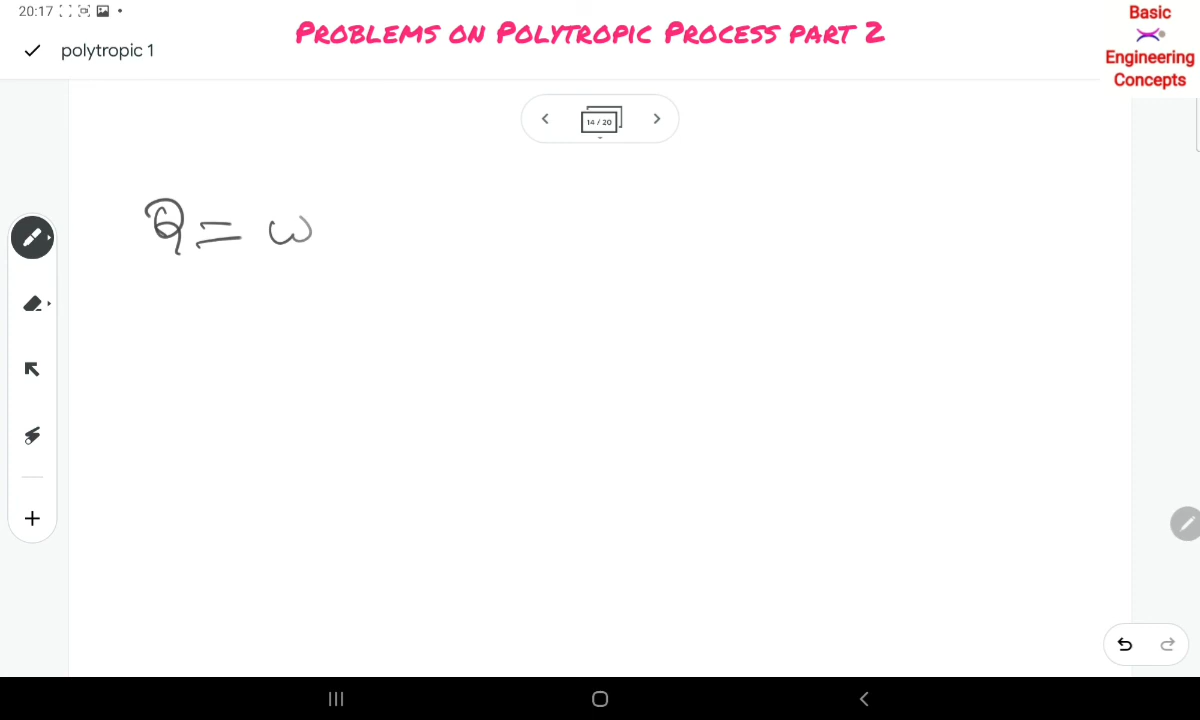 20:17
PROBLEMS ON POLYTROPIC PROCESS PART 2
Basic
Engineering
Concepts
polytropic 1
14 / 20
Q = W